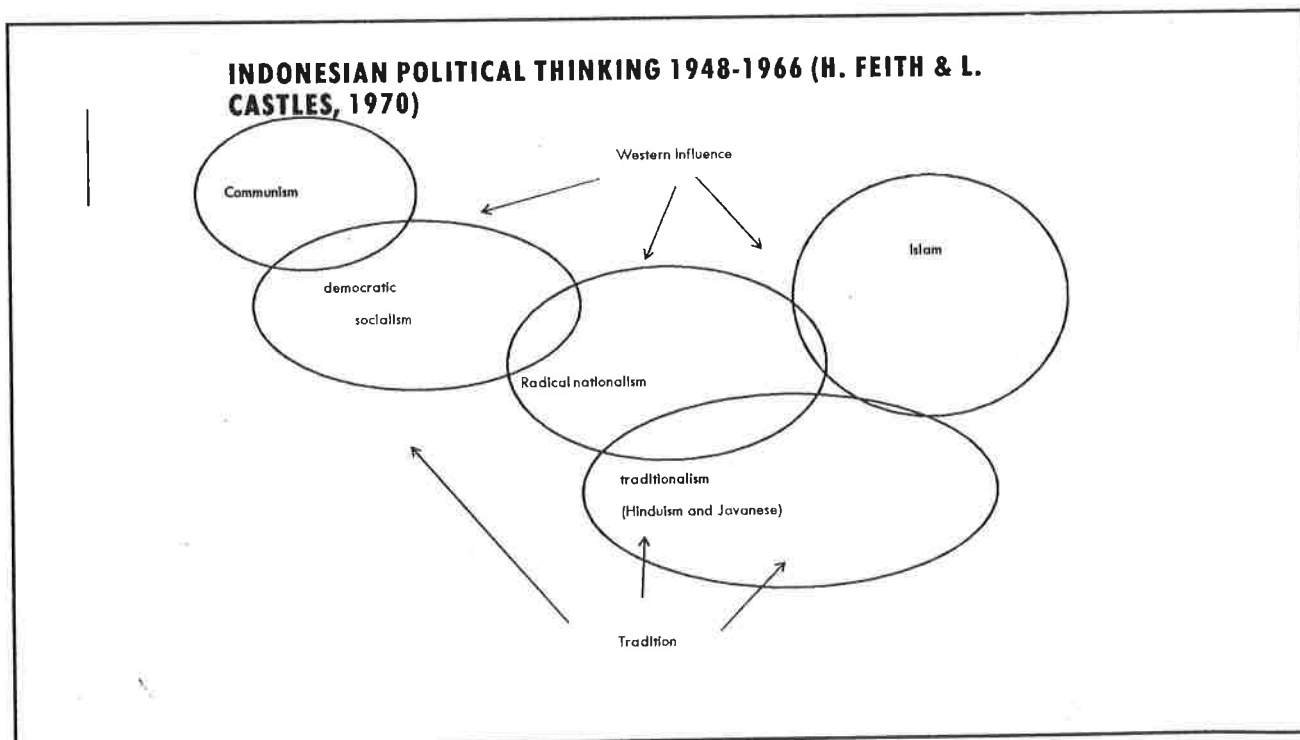 INDONESIAN POLITICAL THINKING 1948-1966 (H. FEITH & L.
CASTLES, 1970)
Western Influence
Communism
Islam
democratic
socialism
Radical nationalism
traditionalism
(Hinduism and Javanese)
Tradition